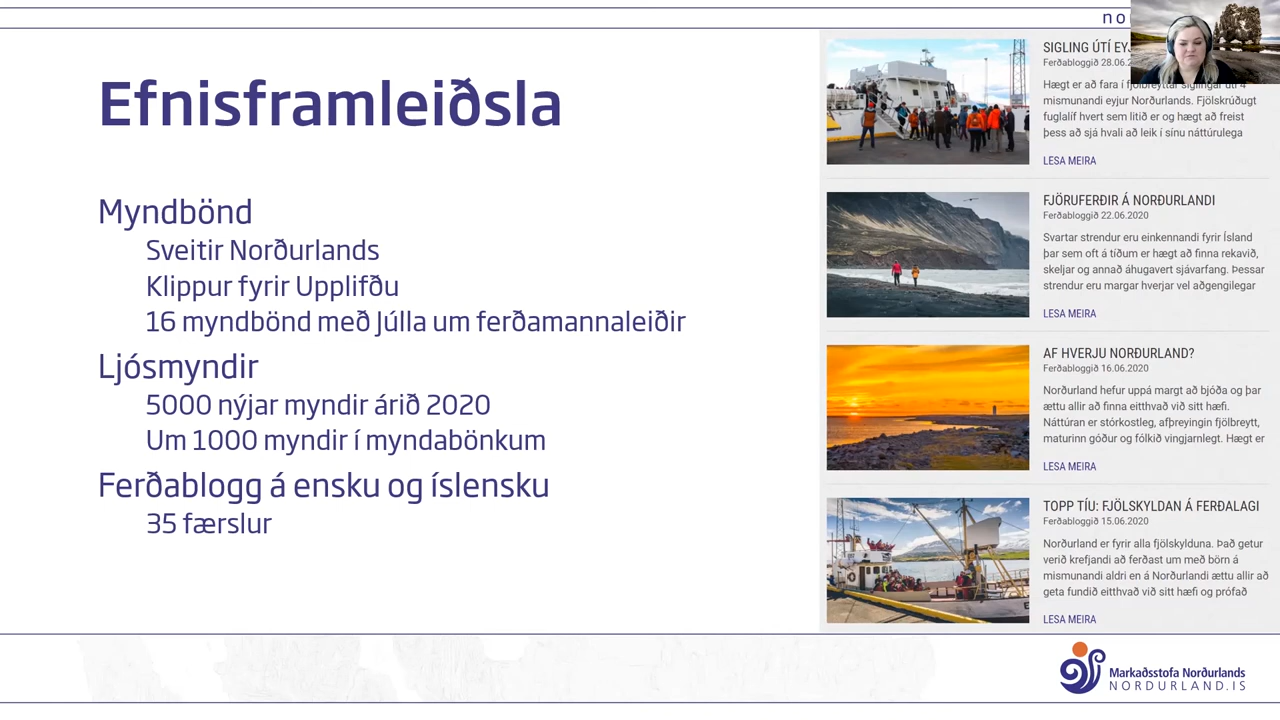 no
Efnisframleiðsla
Myndbönd
Sveitir Norðurlands
Klippur fyrir Upplifðu
16 myndbönd með Júlla um ferðamannaleiðir
Ljósmyndir
5000 nýjar myndir árið 2020
Um 1000 myndir í myndabönkum
Ferðablogg á ensku og íslensku
35 færslur
SIGLING ÚTÍ
Ferðabloggið
Hægt er að fara í fjölbreyttar siglingar útí 4
mismunandi eyjur Norðurlands. Fjölskrúðugt
fuglalíf hvert sem litið er og hægt að freist
þess að sjá hvali að leik í sínu náttúrulega
LESA MEIRA
FJÖRUFERÐIR Á NORÐURLANDI
Ferðabloggið 22.06.2020
Svartar strendur eru einkennandi fyrir Ísland
þar sem oft á tíðum er hægt að finna rekavið,
skeljar og annað áhugavert sjávarfang. Þessar
strendur eru margar hverjar vel aðgengilegar
LESA MEIRA
AF HVERJU NORÐURLAND?
Ferðabloggið 16.06.2020
Norðurland hefur uppá margt að bjóða og þar
ættu allir að finna eitthvað við sitt hæfi.
Náttúran er stórkostleg, afþreyingin fjölbreytt,
maturinn góður og fólkið vingjarnlegt. Hægt er
LESA MEIRA
TOPP TÍU: FJÖLSKYLDAN Á FERÐALAGI
Ferðabloggið 15.06.2020
Norðurland er fyrir alla fjölskylduna. Það getur
verið krefjandi að ferðast um með börn á
mismunandi aldri en á Norðurlandi ættu allir að
geta fundið eitthvað við sitt hæfi og prófað
LESA MEIRA
Markaðsstofa Norðurlands
NORDURLAND.IS